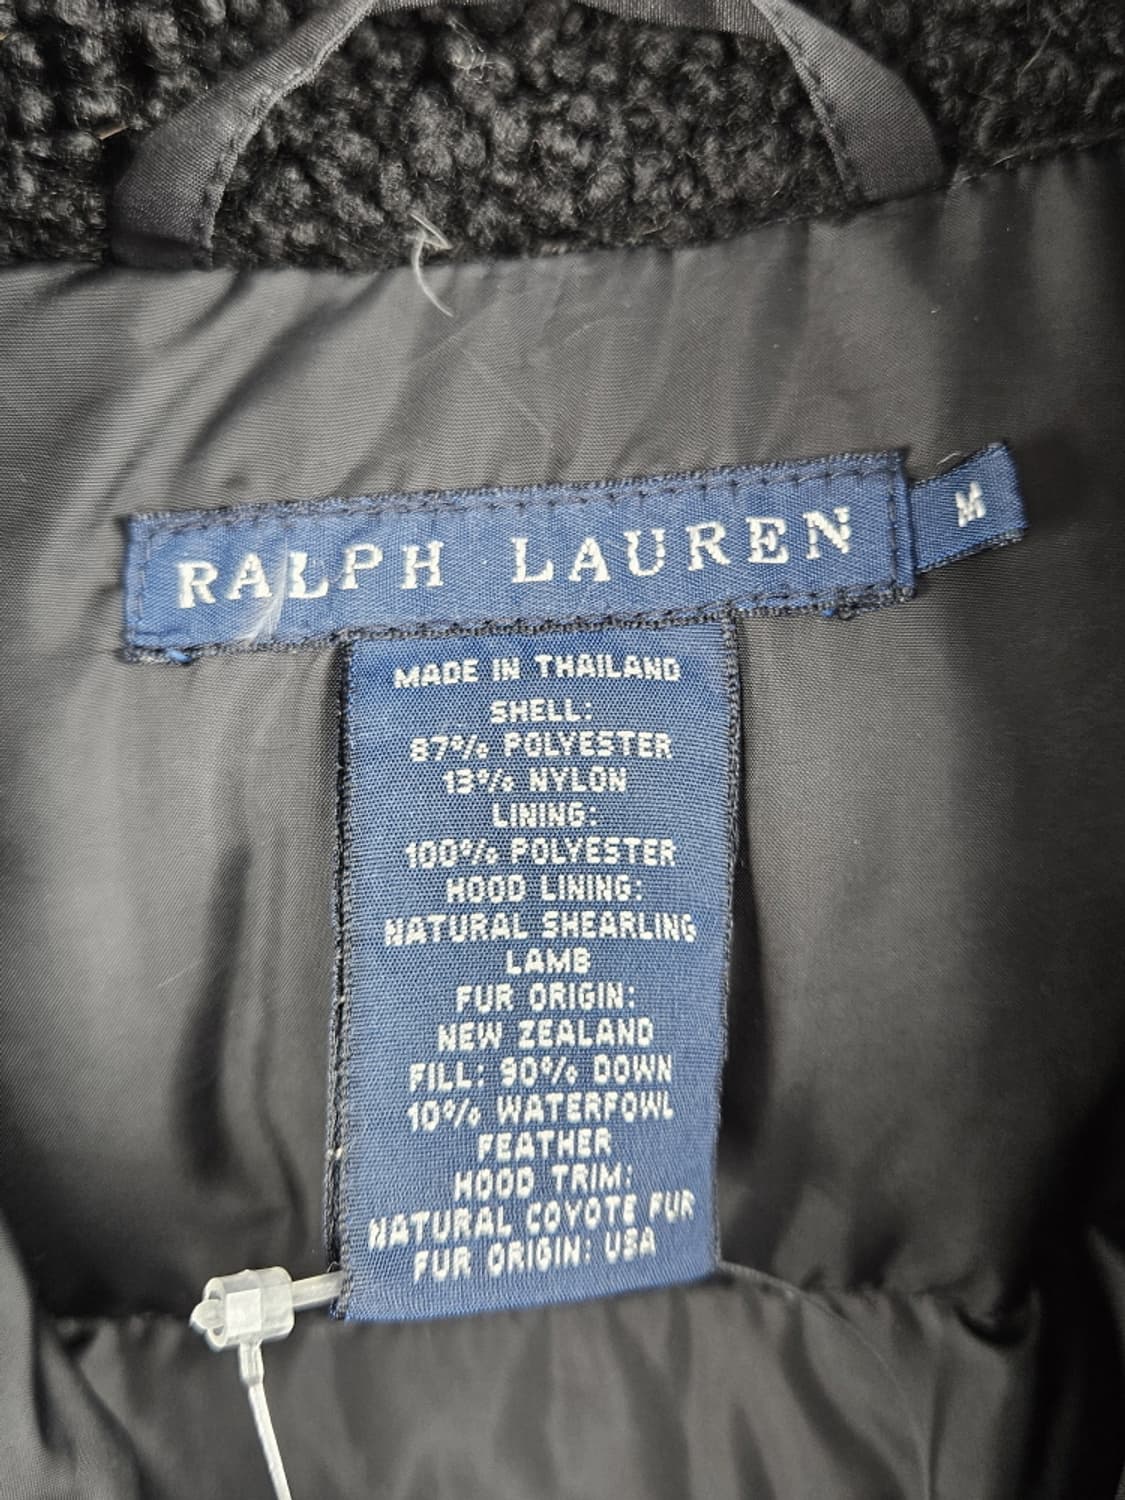 RALPH LAUREN M
MADE IN THAILAND
SHELL:
87% POLYESTER
13% NYLON
LINING:
100% POLYESTER
HOOD LINING:
NATURAL SHEARLING
LAMB
FUR ORIGIN:
NEW ZEALAND
FILL: 90% DOWN
10% WATERFOWL
FEATHER
HOOD TRIM:
NATURAL COYOTE FUR
FUR ORIGIN: USA